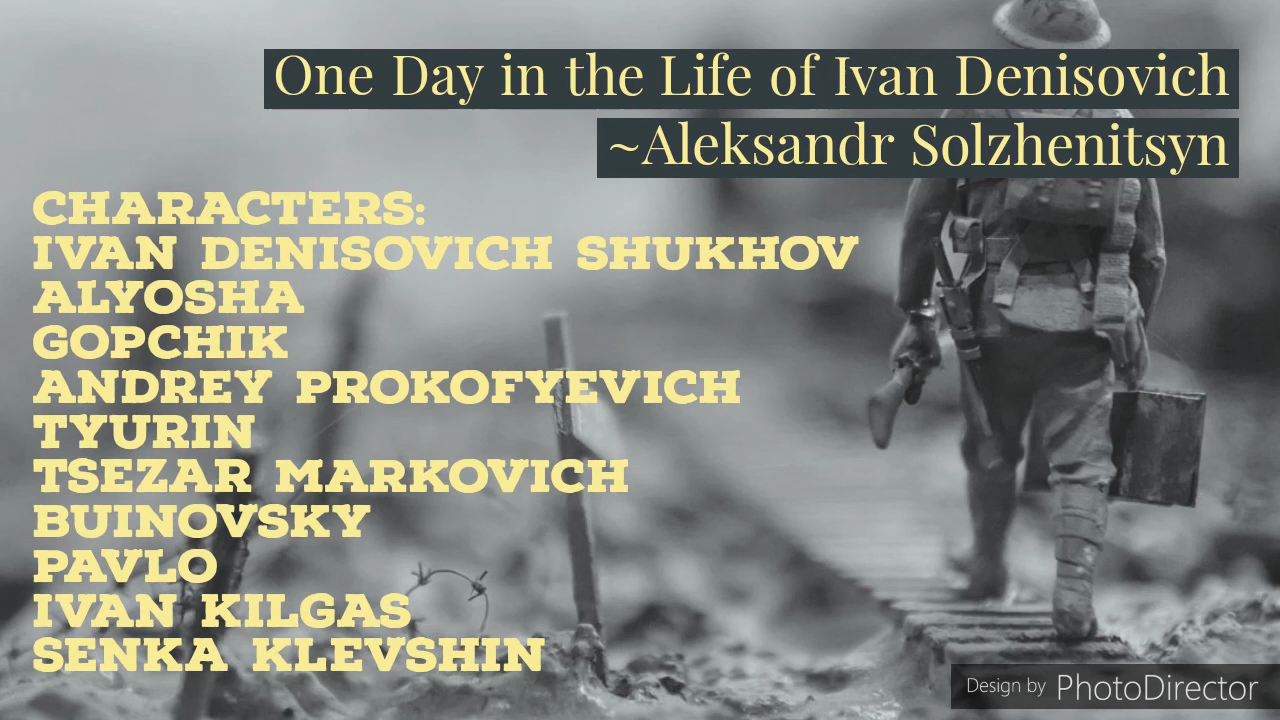 One Day in the Life of Ivan Denisovich
~Aleksandr Solzhenitsyn
CHARACTERS:
IVAN DENISOVICH SHUKHOV
ALYOSHA
GOPCHIK
ANDREY PROKOFYEVICH
TYURIN
TSEZAR MARKOVICH
BUINOVSKY
PAVLO
IVAN KILGAS
SENKA KLEVSHIN
Design by PhotoDirector